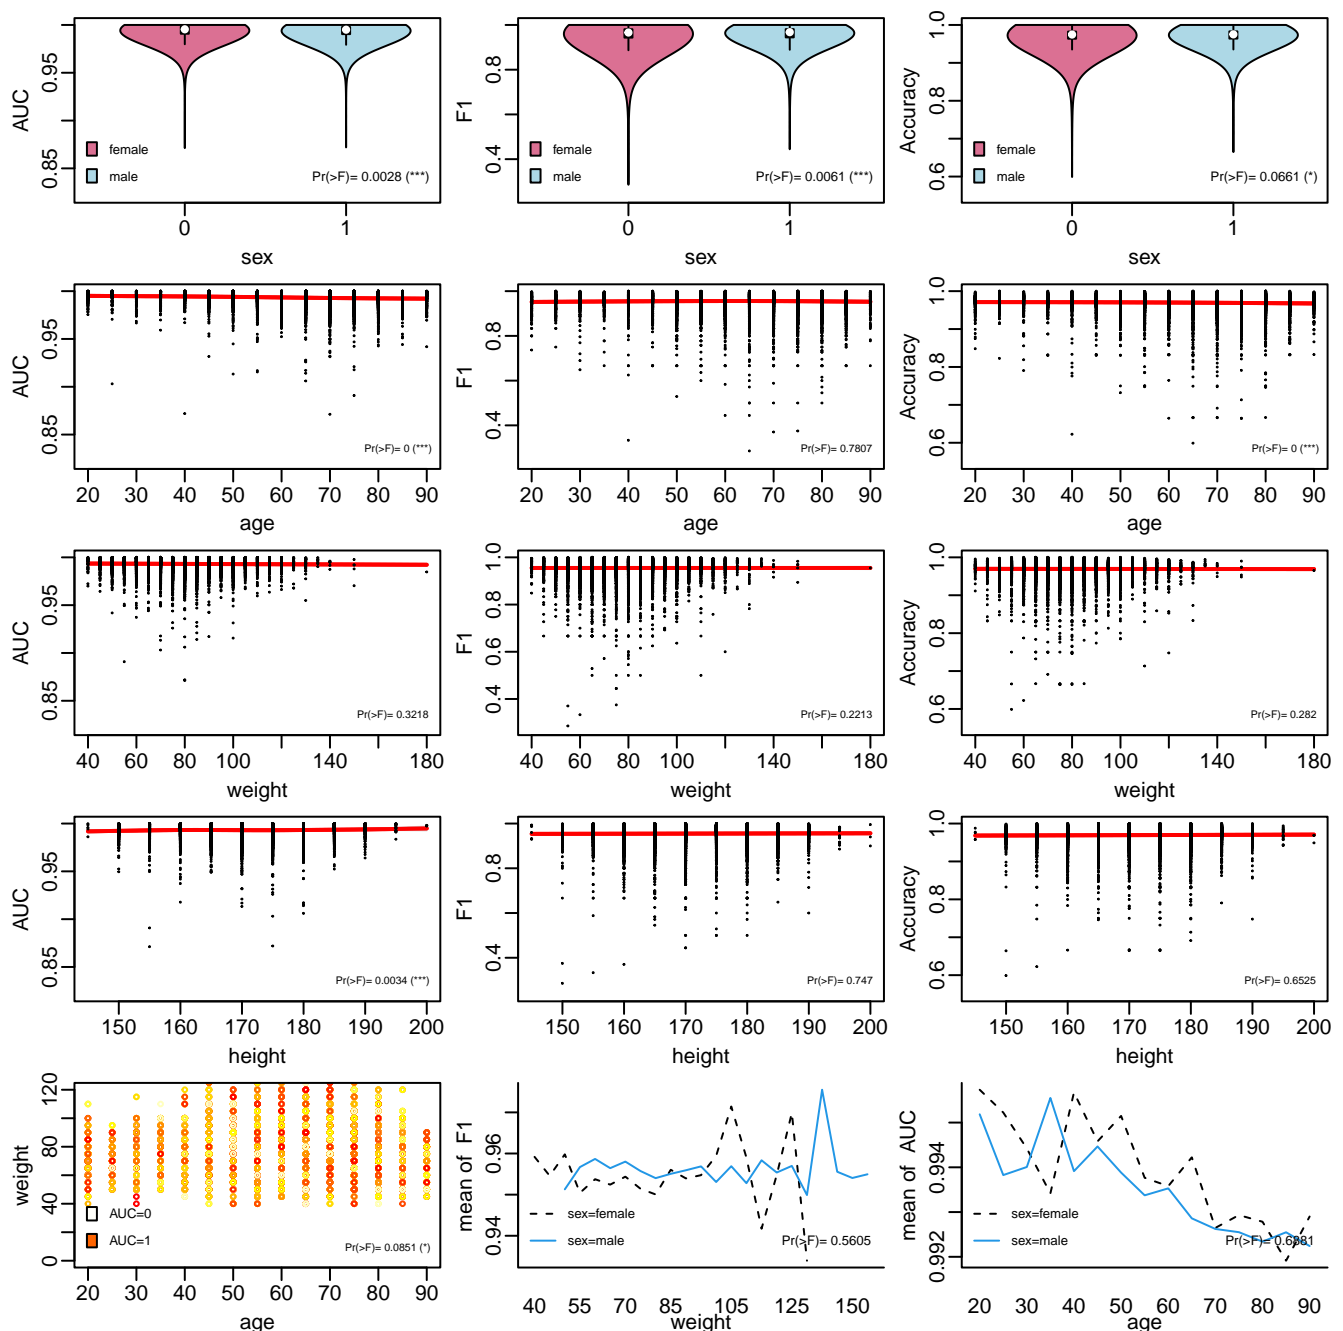 AUC
0.85
0.95
female
male
Pr(>F)= 0.0028 (***)
0
1
sex
F1
0.4
0.8
female
male
Pr(>F)= 0.0061 (***)
0
1
sex
Accuracy
0.6
0.8
1.0
female
male
Pr(>F)= 0.0661 (*)
0
1
sex
AUC
0.85
0.95
Pr(>F)= 0 (***)
20 30 40 50 60 70 80 90
age
F1
0.4
0.8
Pr(>F)= 0.7807
20 30 40 50 60 70 80 90
age
Accuracy
0.6
0.8
1.0
Pr(>F)= 0 (***)
20 30 40 50 60 70 80 90
age
AUC
0.85
0.95
Pr(>F)= 0.3218
40 60 80 100 140 180
weight
F1
0.4
0.6
0.8
1.0
Pr(>F)= 0.2213
40 60 80 100 140 180
weight
Accuracy
0.6
0.8
1.0
Pr(>F)= 0.282
40 60 80 100 140 180
weight
AUC
0.85
0.95
Pr(>F)= 0.0034 (***)
150 160 170 180 190 200
height
F1
0.4
0.8
Pr(>F)= 0.747
150 160 170 180 190 200
height
Accuracy
0.6
0.8
1.0
Pr(>F)= 0.6525
150 160 170 180 190 200
height
weight
0
40
80
120
AUC=0
AUC=1
Pr(>F)= 0.0851 (*)
20 30 40 50 60 70 80 90
age
mean of F1
0.94
0.96
sex=female
sex=male
Pr(>F)= 0.5605
40 55 70 85 105 125 150
weight
mean of AUC
0.992
0.994
sex=female
sex=male
Pr(>F)= 0.6881
20 30 40 50 60 70 80 90
age